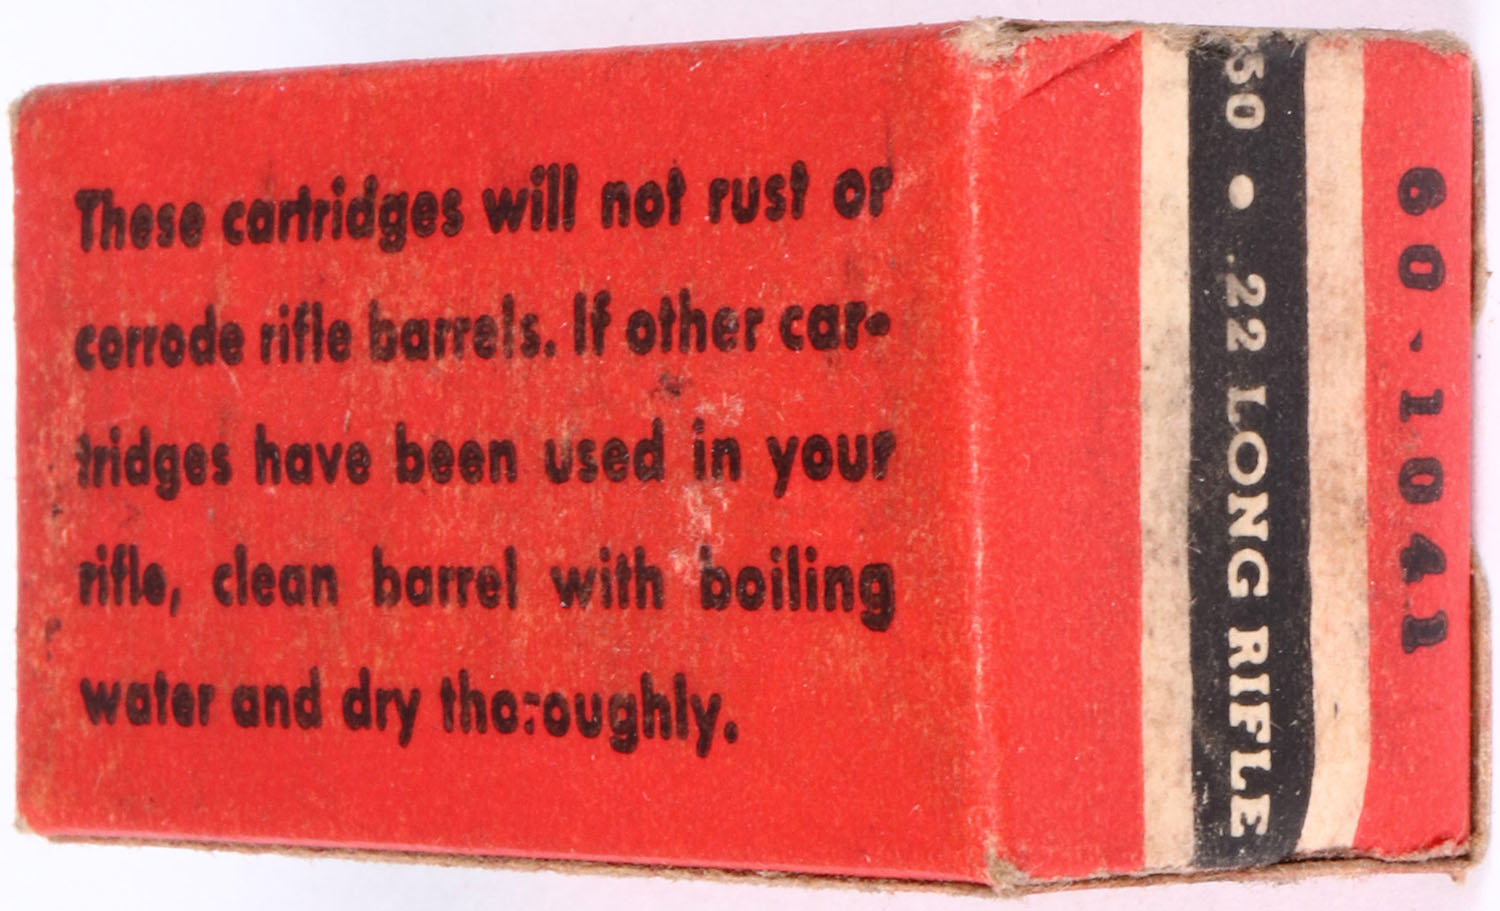 These cartridges will not rust or
corrode rifle barrels. If other car-
tridges have been used in your
rifle, clean barrel with boiling
water and dry thoroughly.
50 • .22 LONG RIFLE
60-1041